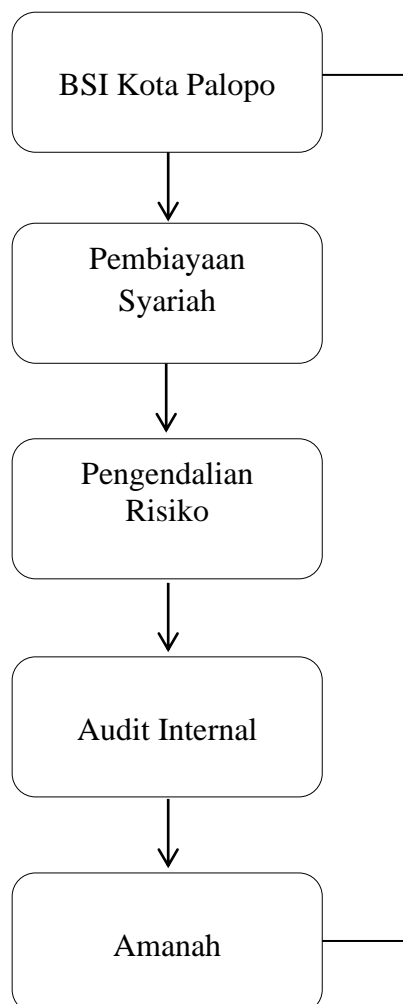 BSI Kota Palopo
Pembiayaan
Syariah
Pengendalian
Risiko
Audit Internal
Amanah